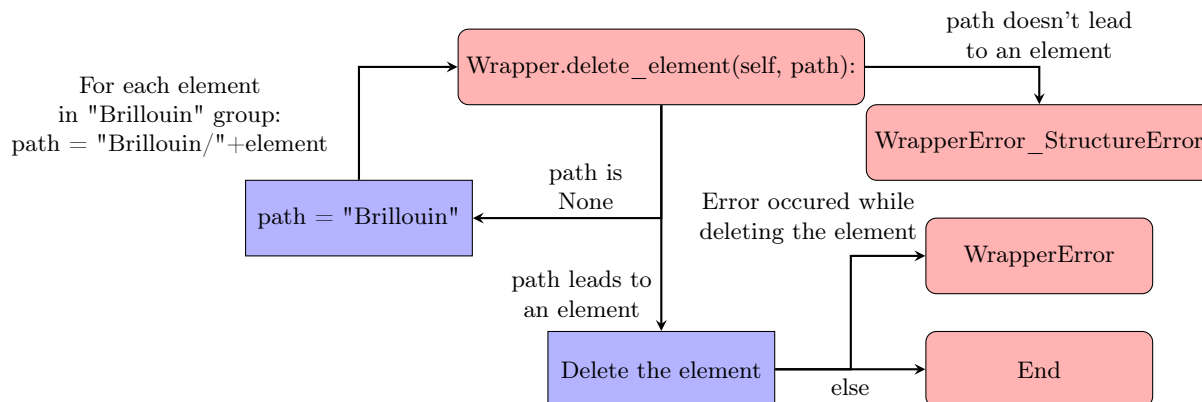 path doesn't lead
to an element
Wrapper.delete_element(self, path):
For each element
in "Brillouin" group:
path = "Brillouin/"+element
WrapperError_StructureError
path is
None
path = "Brillouin"
Error occured while
deleting the element
WrapperError
path leads to
an element
Delete the element
else
End